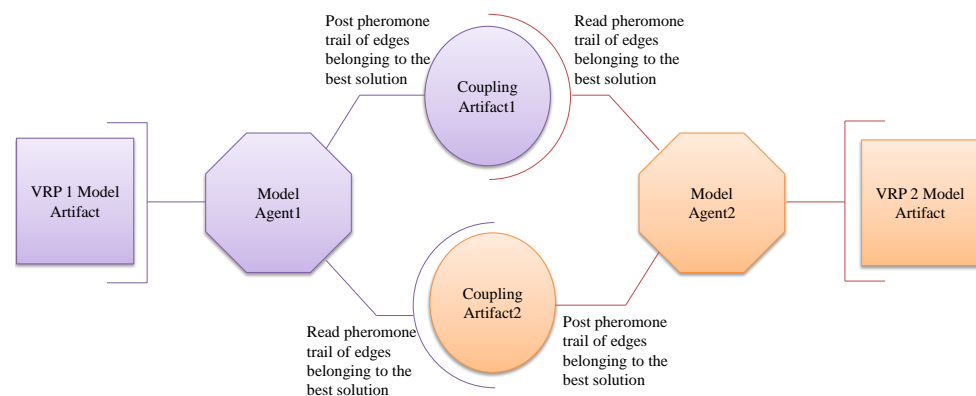 Post pheromone
trail of edges
belonging to the
best solution
Read pheromone
trail of edges
belonging to the
best solution
Coupling
Artifact1
VRP 1 Model
Artifact
Model
Agent1
Model
Agent2
VRP 2 Model
Artifact
Coupling
Artifact2
Read pheromone
trail of edges
belonging to the
best solution
Post pheromone
trail of edges
belonging to the
best solution